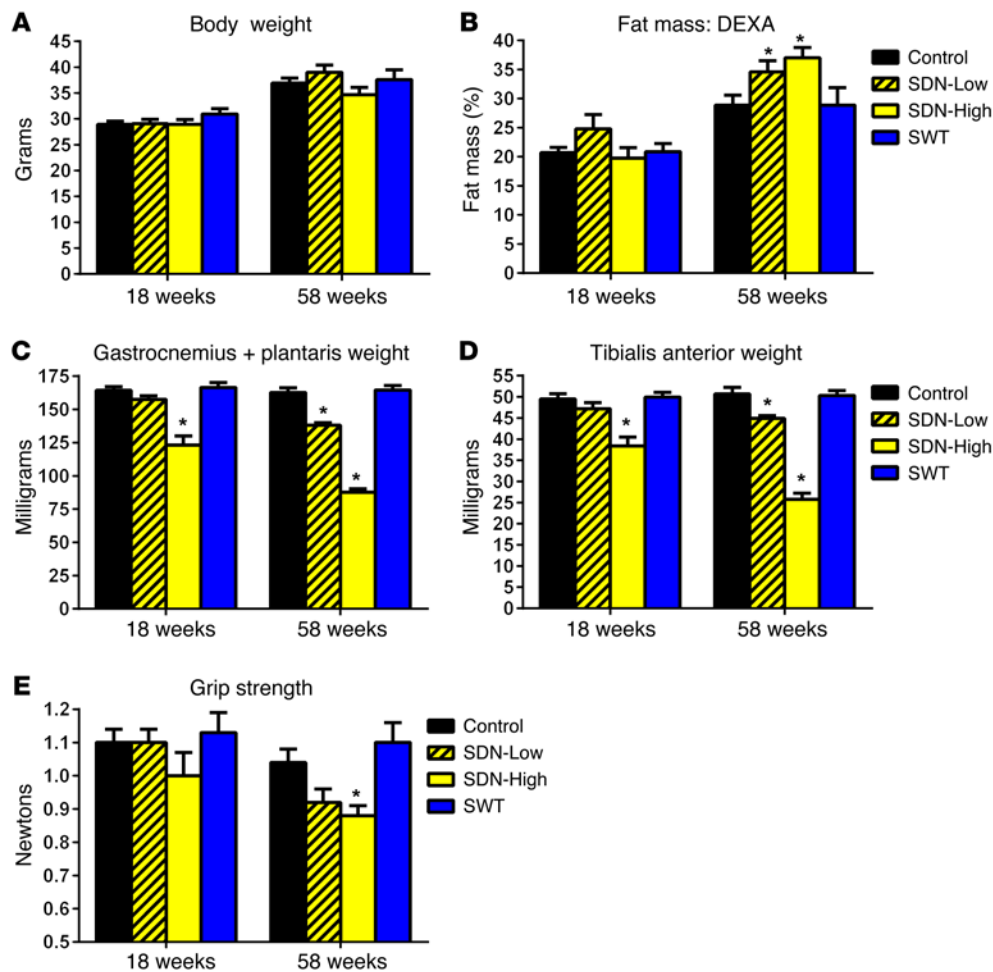 A Body weight
Grams
45
40
35
30
25
20
15
10
5
0
18 weeks 58 weeks
B Fat mass: DEXA
Fat mass (%)
40
35
30
25
20
15
10
5
0
* *
18 weeks 58 weeks
Control
SDN-Low
SDN-High
SWT
C Gastrocnemius + plantaris weight
Milligrams
175
150
125
100
75
50
25
0
* * *
18 weeks 58 weeks
D Tibialis anterior weight
Milligrams
55
50
45
40
35
30
25
20
15
10
5
0
* * *
18 weeks 58 weeks
Control
SDN-Low
SDN-High
SWT
E Grip strength
Newtons
1.2
1.1
1.0
0.9
0.8
0.7
0.6
0.5
*
18 weeks 58 weeks
Control
SDN-Low
SDN-High
SWT